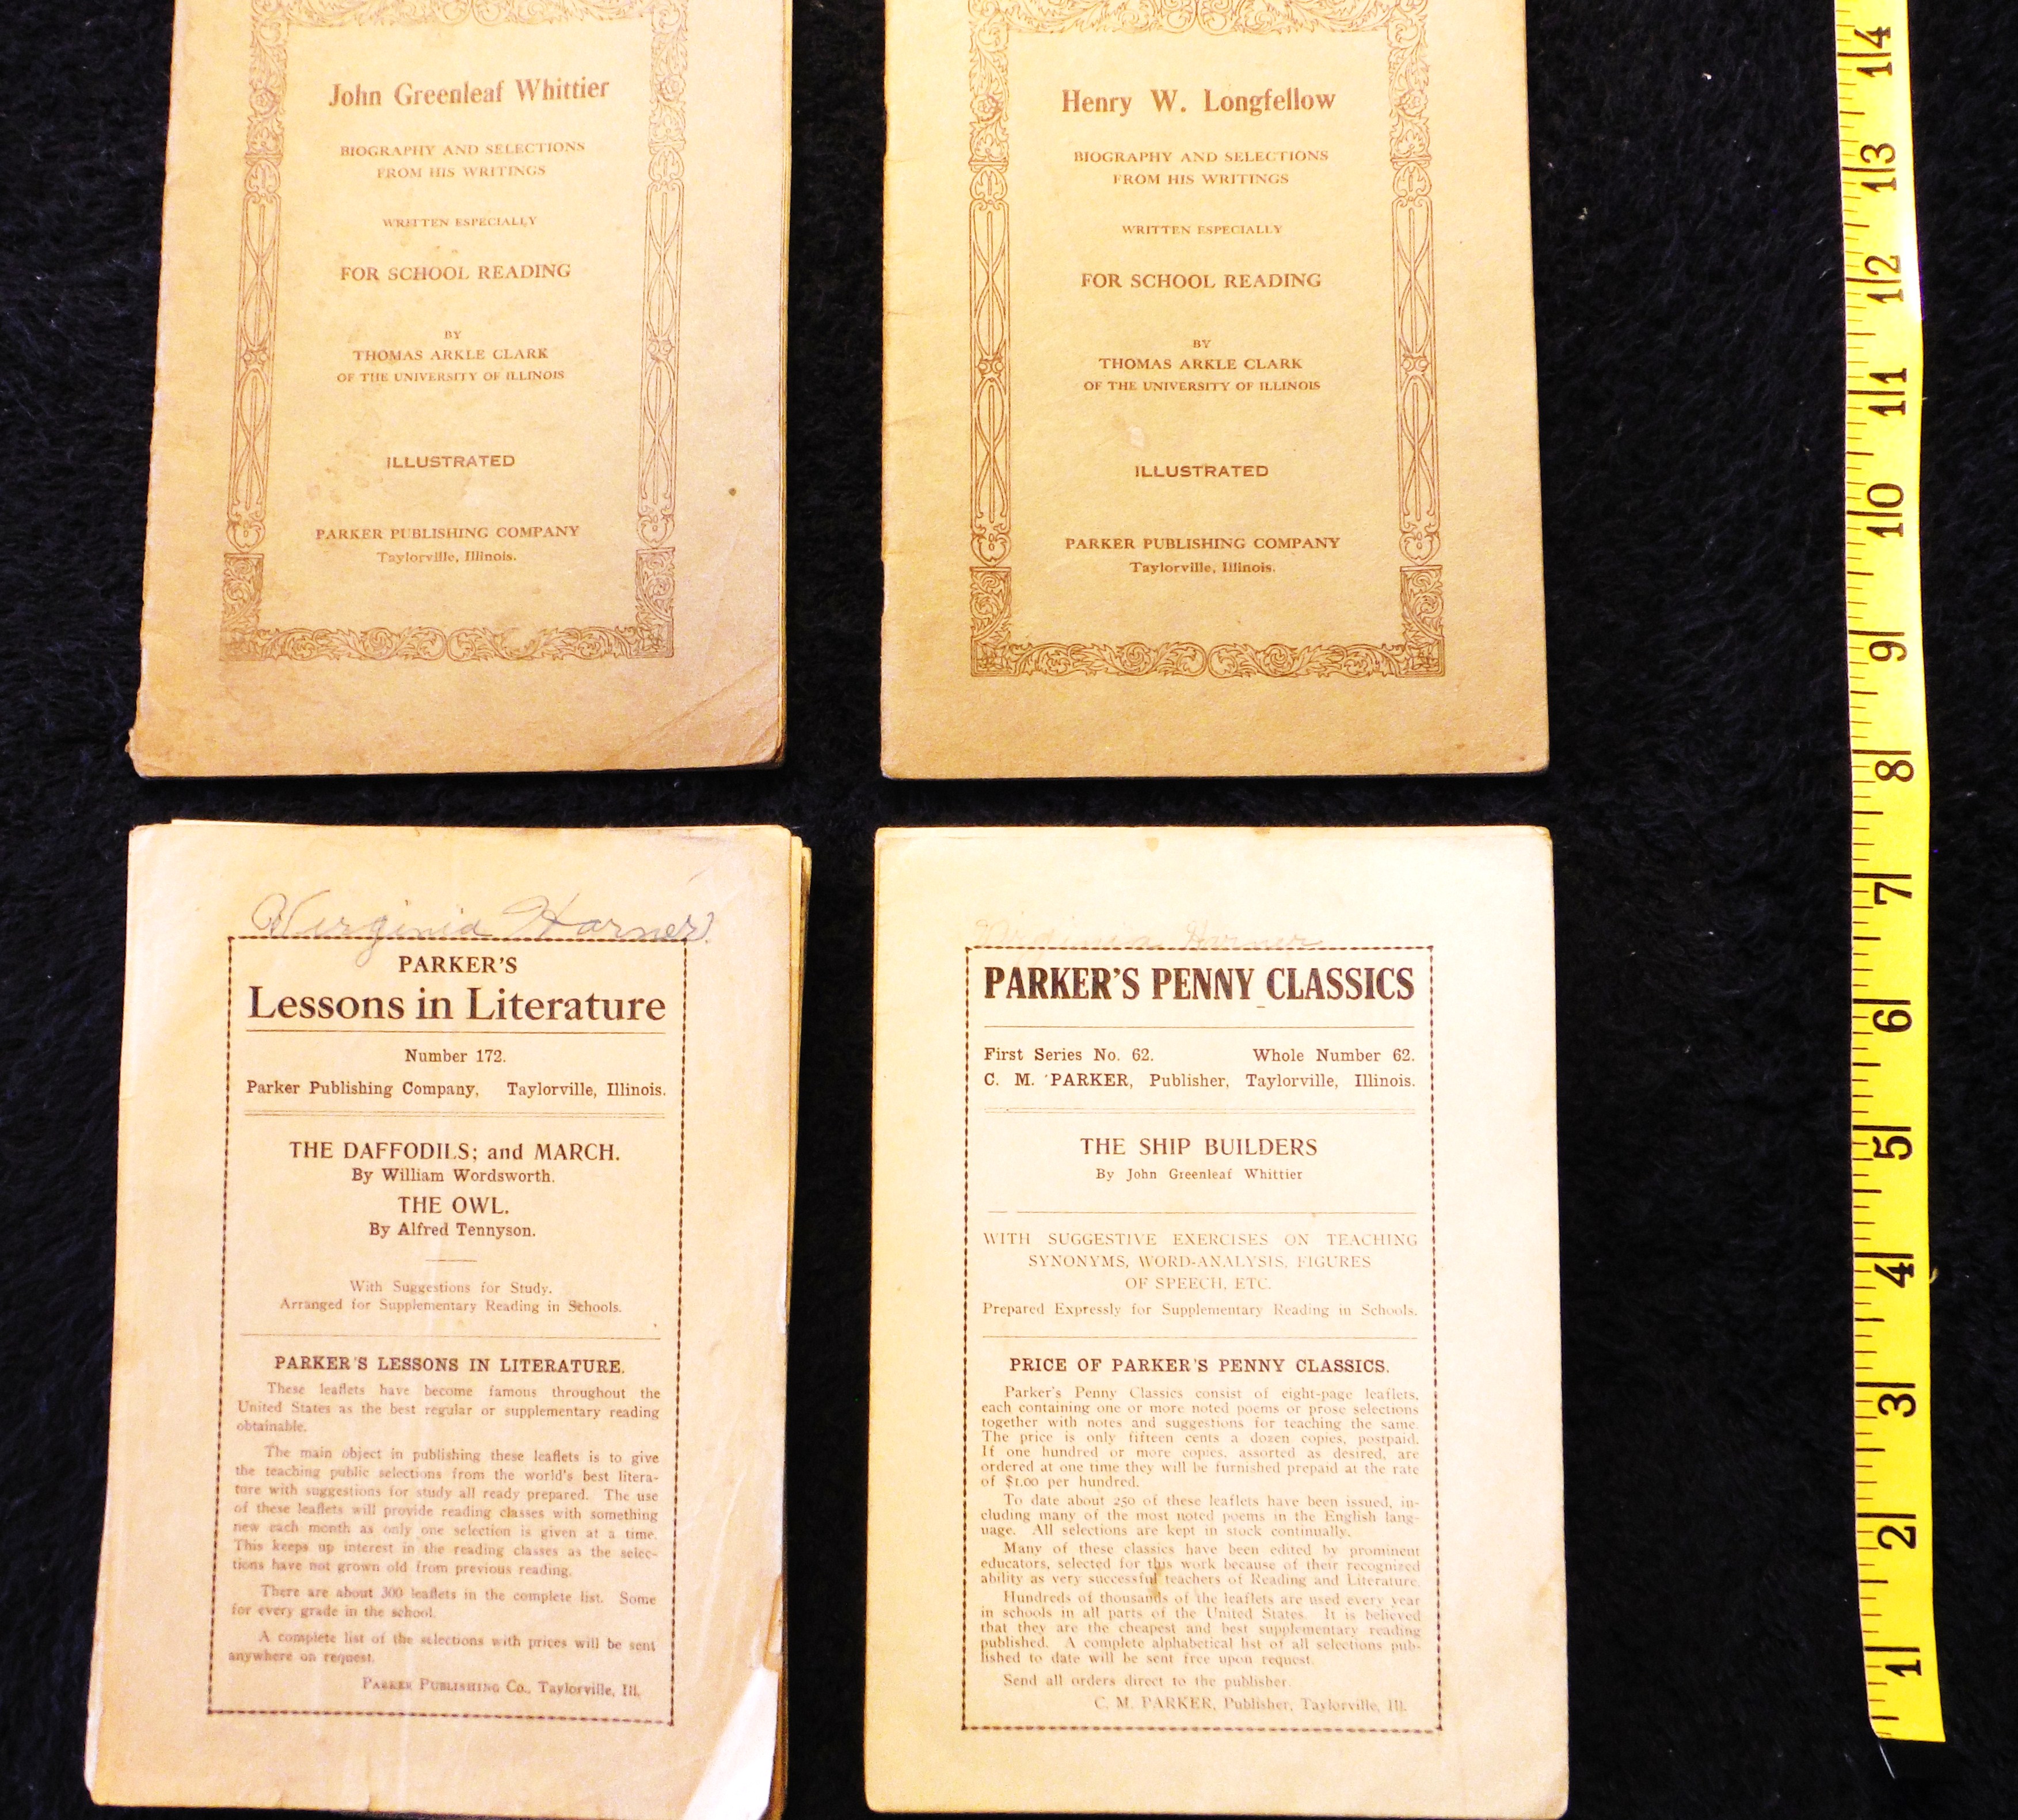 John Greenleaf Whittier
BIOGRAPHY AND SELECTIONS
FROM HIS WRITINGS
WRITTEN ESPECIALLY
FOR SCHOOL READING
BY
THOMAS ARKLE CLARK
OF THE UNIVERSITY OF ILLINOIS
ILLUSTRATED
PARKER PUBLISHING COMPANY
Taylorville, Illinois.
Henry W. Longfellow
BIOGRAPHY AND SELECTIONS
FROM HIS WRITINGS
WRITTEN ESPECIALLY
FOR SCHOOL READING
BY
THOMAS ARKLE CLARK
OF THE UNIVERSITY OF ILLINOIS
ILLUSTRATED
PARKER PUBLISHING COMPANY
Taylorville, Illinois.
Virginia Harner.
PARKER'S
Lessons in Literature
Number 172.
Parker Publishing Company, Taylorville, Illinois.
THE DAFFODILS; and MARCH.
By William Wordsworth.
THE OWL.
By Alfred Tennyson.
With Suggestions for Study.
Arranged for Supplementary Reading in Schools.
PARKER'S LESSONS IN LITERATURE.
These leaflets have become famous throughout the
United States as the best regular or supplementary reading
obtainable.
The main object in publishing these leaflets is to give
the teaching public selections from the world's best litera-
ture with suggestions for study all ready prepared. The use
of these leaflets will provide reading classes with something
new each month as only one selection is given at a time.
This keeps up interest in the reading classes as the selec-
tions have not grown old from previous reading.
There are about 300 leaflets in the complete list. Some
for every grade in the school.
A complete list of the selections with prices will be sent
anywhere on request.
PARKER PUBLISHING CO., Taylorville, Ill.
Virginia Harner
PARKER'S PENNY CLASSICS
First Series No. 62. Whole Number 62.
C. M. PARKER, Publisher, Taylorville, Illinois.
THE SHIP BUILDERS
By John Greenleaf Whittier
WITH SUGGESTIVE EXERCISES ON TEACHING
SYNONYMS, WORD-ANALYSIS, FIGURES
OF SPEECH, ETC.
Prepared Expressly for Supplementary Reading in Schools.
PRICE OF PARKER'S PENNY CLASSICS.
Parker's Penny Classics consist of eight-page leaflets,
each containing one or more noted poems or prose selections
together with notes and suggestions for teaching the same.
The price is only fifteen cents a dozen copies, postpaid.
If one hundred or more copies, assorted as desired, are
ordered at one time they will be furnished prepaid at the rate
of $1.00 per hundred.
To date about 250 of these leaflets have been issued, in-
cluding many of the most noted poems in the English lang-
uage. All selections are kept in stock continually.
Many of these classics have been edited by prominent
educators, selected for this work because of their recognized
ability as very successful teachers of Reading and Literature.
Hundreds of thousands of the leaflets are used every year
in schools in all parts of the United States. It is believed
that they are the cheapest and best supplementary reading
published. A complete alphabetical list of all selections pub-
lished to date will be sent free upon request.
Send all orders direct to the publisher.
C. M. PARKER, Publisher, Taylorville, Ill.
14
13
12
11
10
9
8
7
6
5
4
3
2
1